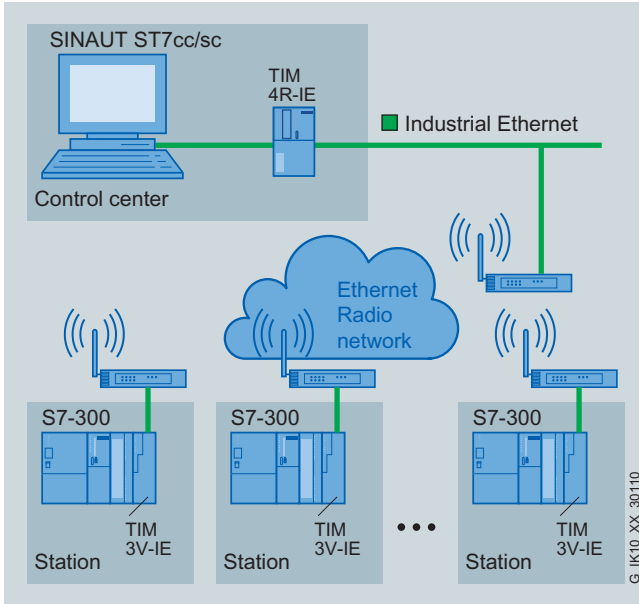 SINAUT ST7cc/sc
TIM
4R-IE
Industrial Ethernet
Control center
Ethernet
Radio
network
S7-300
TIM
3V-IE
Station
S7-300
TIM
3V-IE
Station
•••
S7-300
TIM
3V-IE
Station
G_IK10_XX_30110